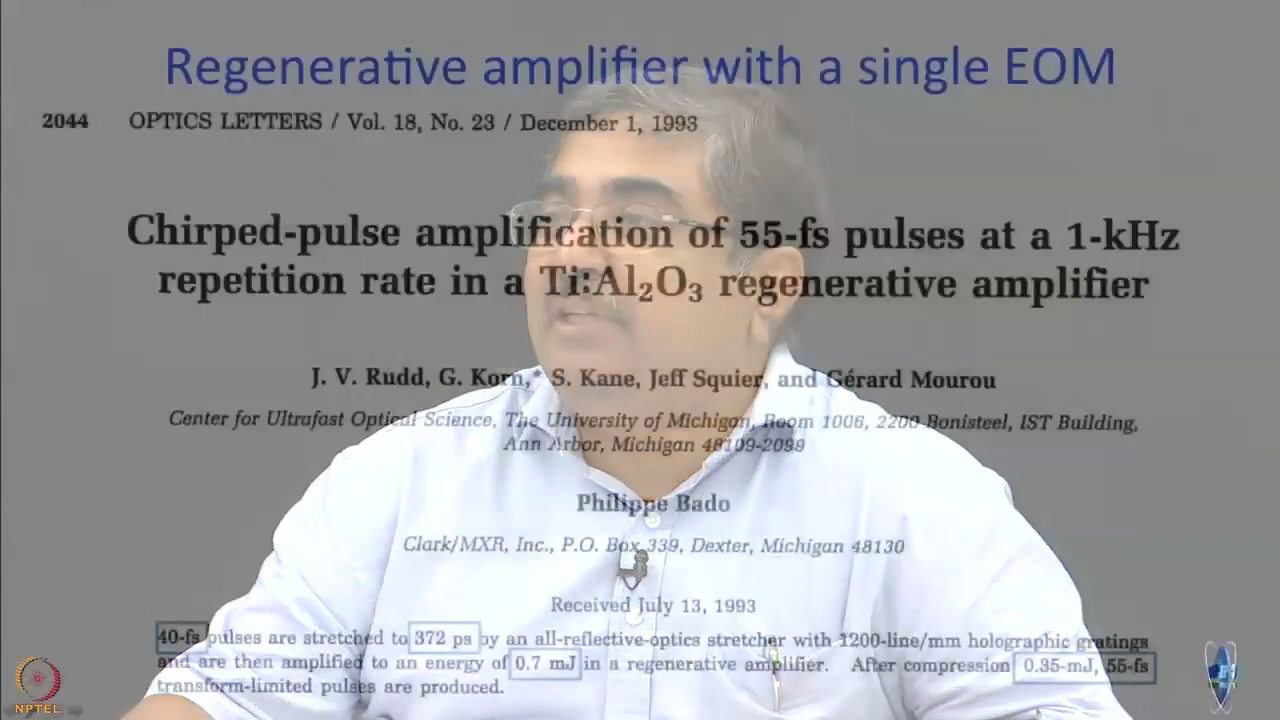 Regenerative amplifier with a single EOM
2044 OPTICS LETTERS / Vol. 18, No. 23 / December 1, 1993
Chirped-pulse amplification of 55-fs pulses at a 1-kHz
repetition rate in a Ti:Al₂O₃ regenerative amplifier
J. V. Rudd, G. Korn,* S. Kane, Jeff Squier, and Gérard Mourou
Center for Ultrafast Optical Science, The University of Michigan, Room 1006, 2200 Bonisteel, IST Building,
Ann Arbor, Michigan 48109-2099
Philippe Bado
Clark/MXR, Inc., P.O. Box 339, Dexter, Michigan 48130
Received July 13, 1993
40-fs pulses are stretched to 372 ps by an all-reflective-optics stretcher with 1200-line/mm holographic gratings
and are then amplified to an energy of 0.7 mJ in a regenerative amplifier. After compression 0.35-mJ, 55-fs
transform-limited pulses are produced.
NPTEL